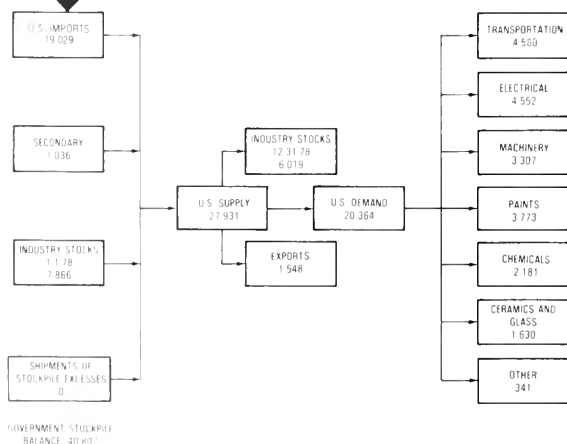 U.S. IMPORTS
19 029
SECONDARY
1 036
INDUSTRY STOCKS
1 1 78
7 866
SHIPMENTS OF
STOCKPILE EXCESSES
0
GOVERNMENT STOCKPILE
BALANCE
U.S. SUPPLY
27 931
INDUSTRY STOCKS
12 31 78
6 019
EXPORTS
1 548
U.S. DEMAND
20 364
TRANSPORTATION
4 580
ELECTRICAL
4 552
MACHINERY
3 307
PAINTS
3 773
CHEMICALS
2 181
CERAMICS AND
GLASS
1 630
OTHER
341